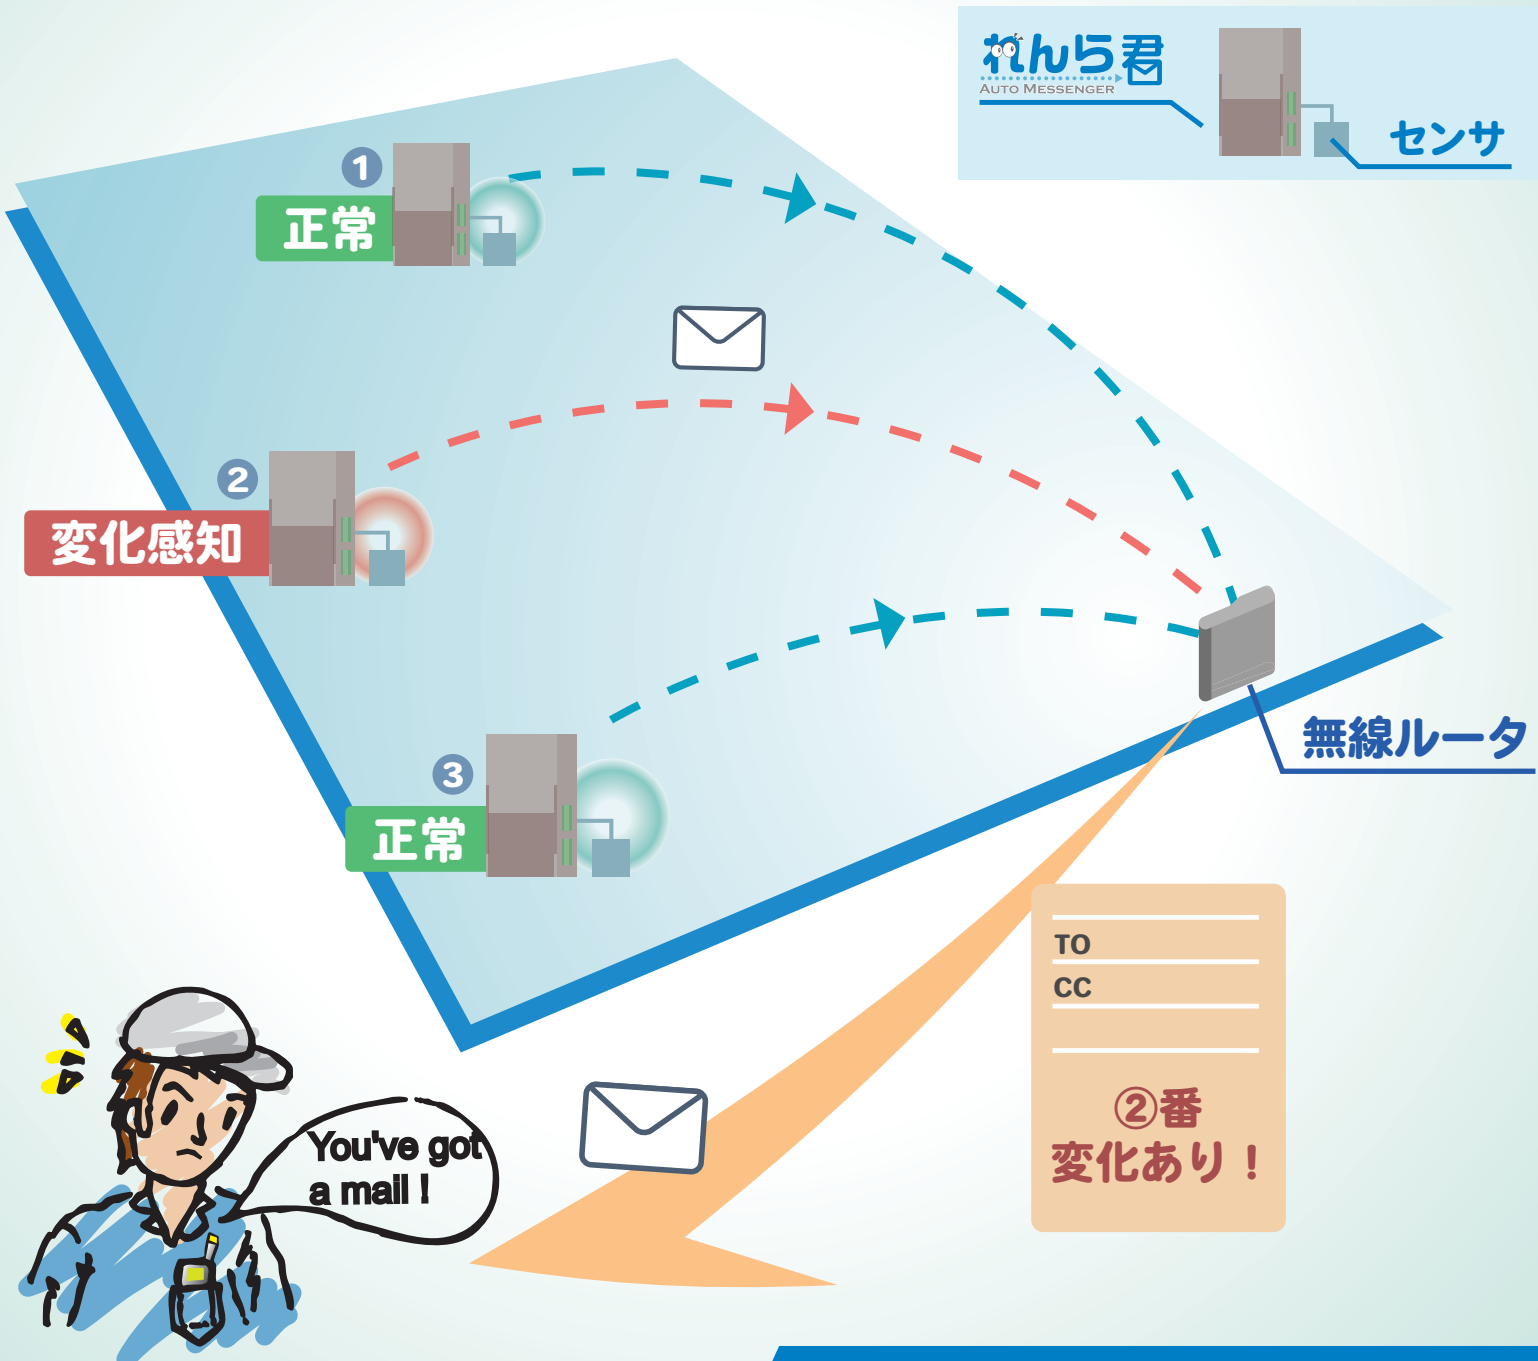 れんら君
AUTO MESSENGER
センサ
1
正常
2
変化感知
3
正常
無線ルータ
TO
CC
②番
変化あり！
You've got
a mail !